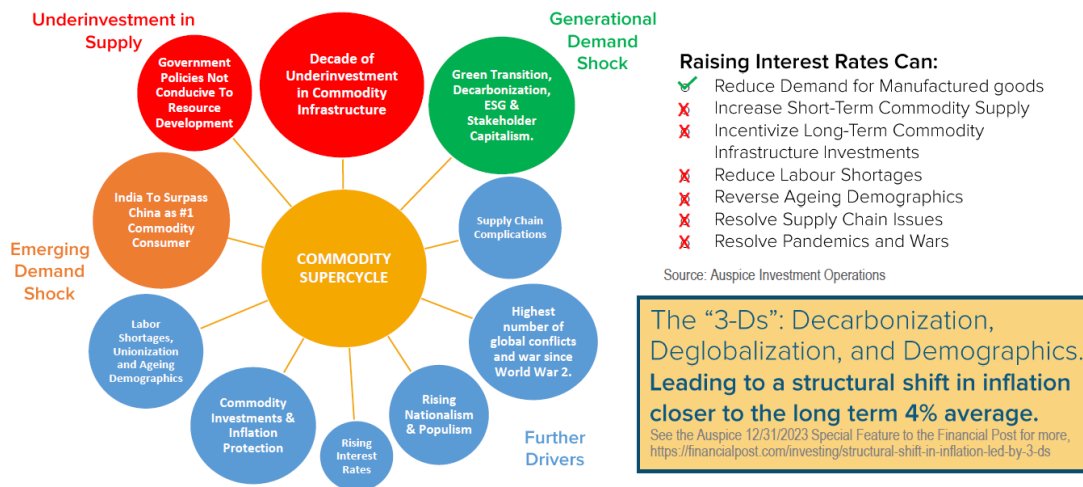 Underinvestment in
Supply
Government
Policies Not
Conducive To
Resource
Development
Decade of
Underinvestment
in Commodity
Infrastructure
Generational
Demand
Shock
Green Transition,
Decarbonization,
ESG &
Stakeholder
Capitalism.
India To Surpass
China as #1
Commodity
Consumer
Emerging
Demand
Shock
COMMODITY
SUPERCYCLE
Supply Chain
Complications
Labor
Shortages,
Unionization
and Ageing
Demographics
Highest
number of
global conflicts
and war since
World War 2.
Commodity
Investments &
Inflation
Protection
Rising
Interest
Rates
Rising
Nationalism
& Populism
Further
Drivers
Raising Interest Rates Can:
Reduce Demand for Manufactured goods
Increase Short-Term Commodity Supply
Incentivize Long-Term Commodity
Infrastructure Investments
Reduce Labour Shortages
Reverse Ageing Demographics
Resolve Supply Chain Issues
Resolve Pandemics and Wars
Source: Auspice Investment Operations
The “3-Ds”: Decarbonization,
Deglobalization, and Demographics.
Leading to a structural shift in inflation
closer to the long term 4% average.
See the Auspice 12/31/2023 Special Feature to the Financial Post for more,
https://financialpost.com/investing/structural-shift-in-inflation-led-by-3-ds